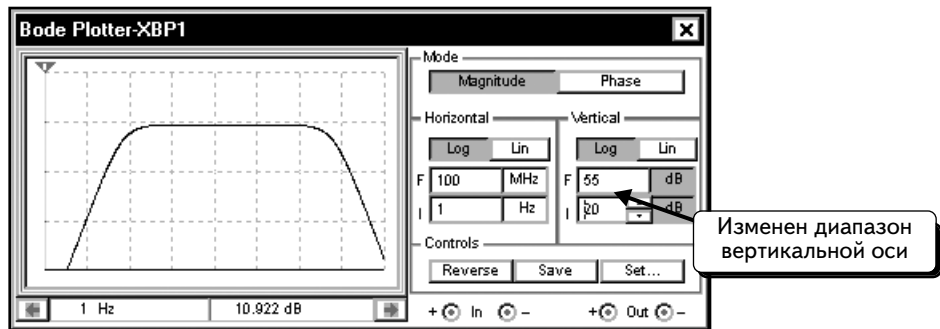 Bode Plotter-XBP1
Mode
Magnitude Phase
Horizontal Vertical
Log Lin Log Lin
F 100 MHz F 55 dB
I 1 Hz I 20 dB
Controls
Reverse Save Set...
1 Hz 10.922 dB + In - + Out -
Изменен диапазон
вертикальной оси